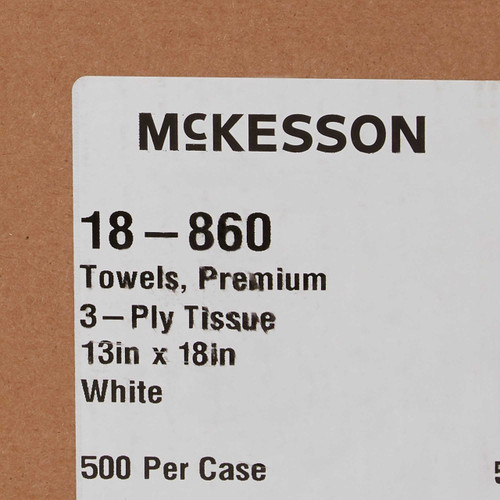 McKESSON
18–860
Towels, Premium
3–Ply Tissue
13in x 18in
White
500 Per Case